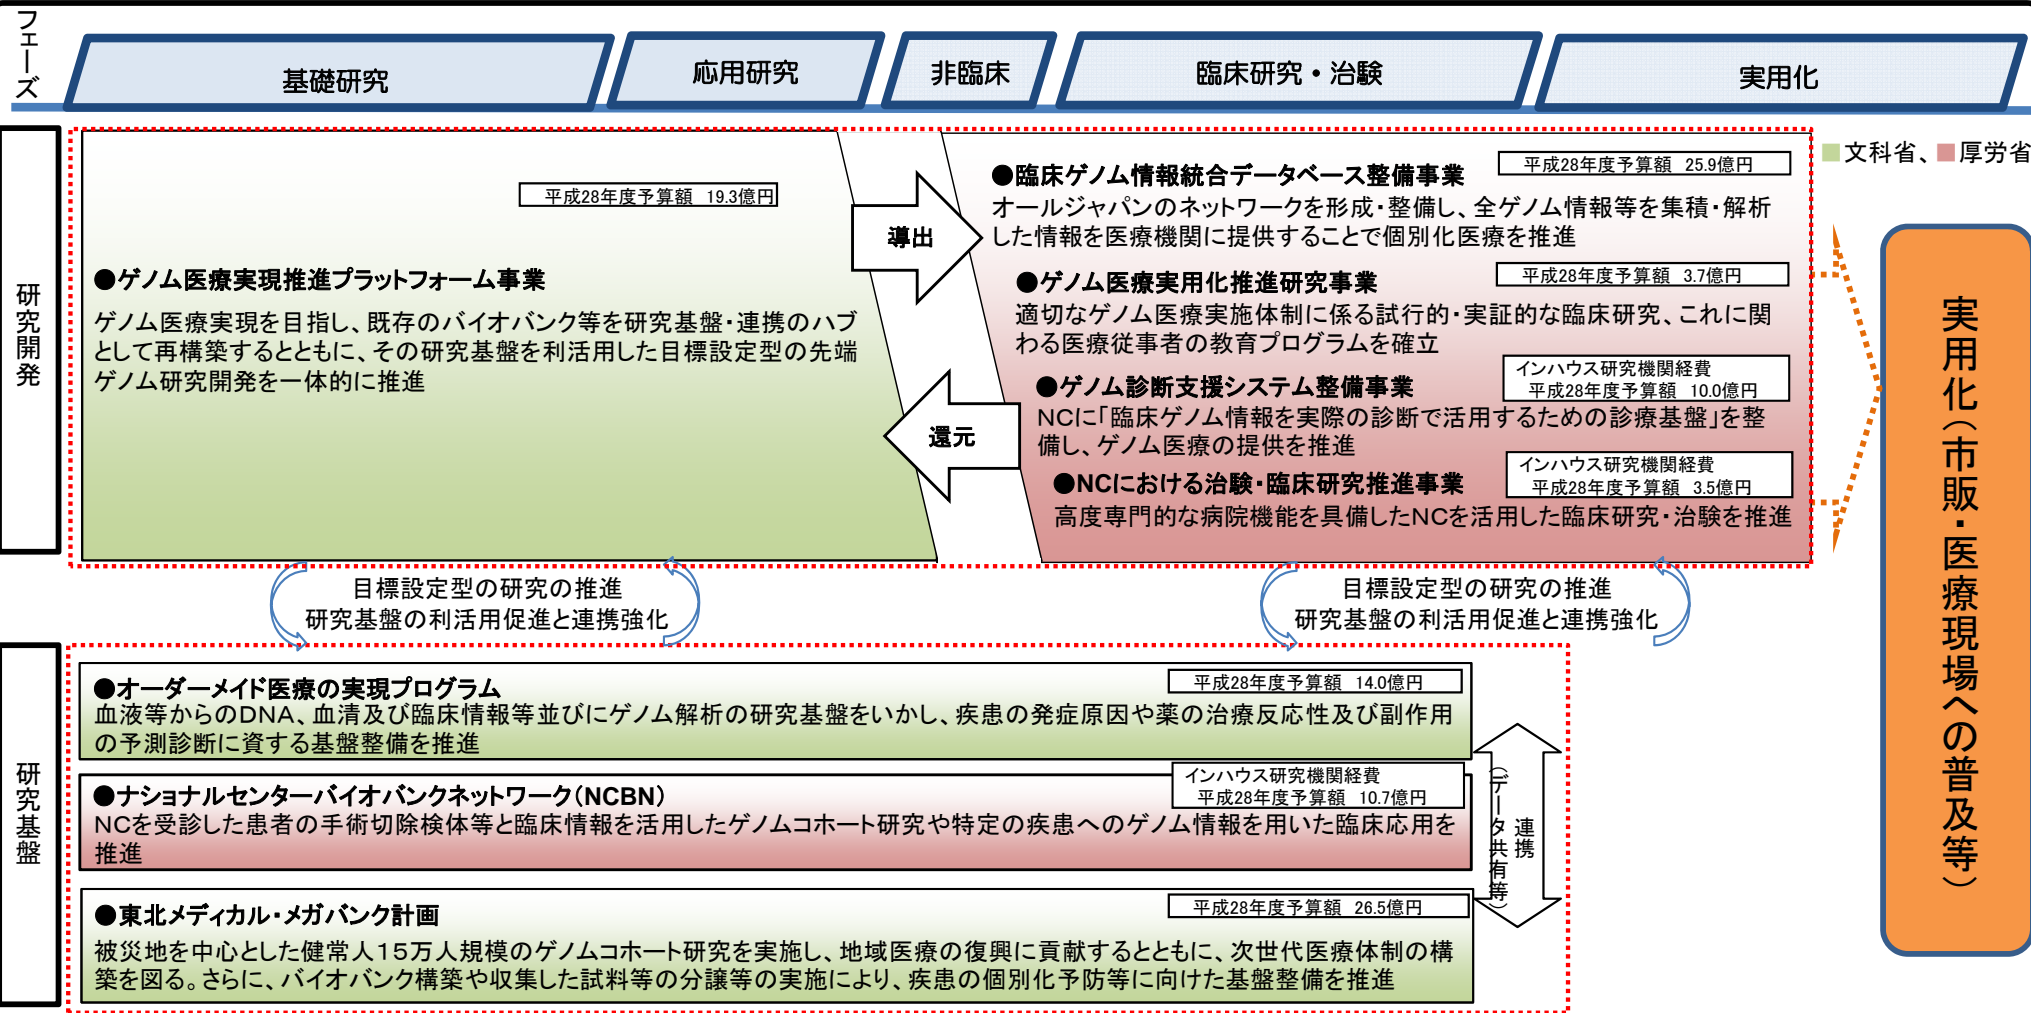 フェーズ
基礎研究
応用研究
非臨床
臨床研究・治験
実用化
■文科省、■厚労省
研究開発
平成28年度予算額 19.3億円
●ゲノム医療実現推進プラットフォーム事業
ゲノム医療実現を目指し、既存のバイオバンク等を研究基盤・連携のハブ
として再構築するとともに、その研究基盤を利活用した目標設定型の先端
ゲノム研究開発を一体的に推進
導出
還元
●臨床ゲノム情報統合データベース整備事業
平成28年度予算額 25.9億円
オールジャパンのネットワークを形成・整備し、全ゲノム情報等を集積・解析
した情報を医療機関に提供することで個別化医療を推進
●ゲノム医療実用化推進研究事業
平成28年度予算額 3.7億円
適切なゲノム医療実施体制に係る試行的・実証的な臨床研究、これに関
わる医療従事者の教育プログラムを確立
●ゲノム診断支援システム整備事業
インハウス研究機関経費
平成28年度予算額 10.0億円
NCに「臨床ゲノム情報を実際の診断で活用するための診療基盤」を整
備し、ゲノム医療の提供を推進
●NCにおける治験・臨床研究推進事業
インハウス研究機関経費
平成28年度予算額 3.5億円
高度専門的な病院機能を具備したNCを活用した臨床研究・治験を推進
目標設定型の研究の推進
研究基盤の利活用促進と連携強化
目標設定型の研究の推進
研究基盤の利活用促進と連携強化
研究基盤
●オーダーメイド医療の実現プログラム
平成28年度予算額 14.0億円
血液等からのDNA、血清及び臨床情報等並びにゲノム解析の研究基盤をいかし、疾患の発症原因や薬の治療反応性及び副作用
の予測診断に資する基盤整備を推進
●ナショナルセンターバイオバンクネットワーク(NCBN)
インハウス研究機関経費
平成28年度予算額 10.7億円
NCを受診した患者の手術切除検体等と臨床情報を活用したゲノムコホート研究や特定の疾患へのゲノム情報を用いた臨床応用を
推進
●東北メディカル・メガバンク計画
平成28年度予算額 26.5億円
被災地を中心とした健常人15万人規模のゲノムコホート研究を実施し、地域医療の復興に貢献するとともに、次世代医療体制の構
築を図る。さらに、バイオバンク構築や収集した試料等の分譲等の実施により、疾患の個別化予防等に向けた基盤整備を推進
連携
(データ共有等)
実用化(市販・医療現場への普及等)